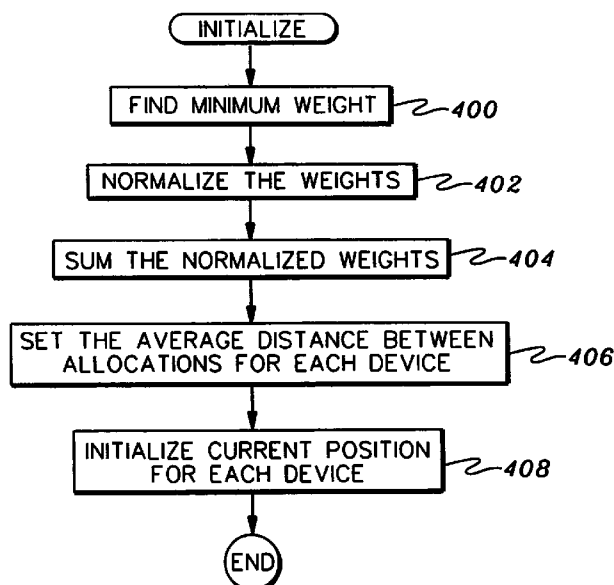 INITIALIZE
FIND MINIMUM WEIGHT
400
NORMALIZE THE WEIGHTS
402
SUM THE NORMALIZED WEIGHTS
404
SET THE AVERAGE DISTANCE BETWEEN
ALLOCATIONS FOR EACH DEVICE
406
INITIALIZE CURRENT POSITION
FOR EACH DEVICE
408
END